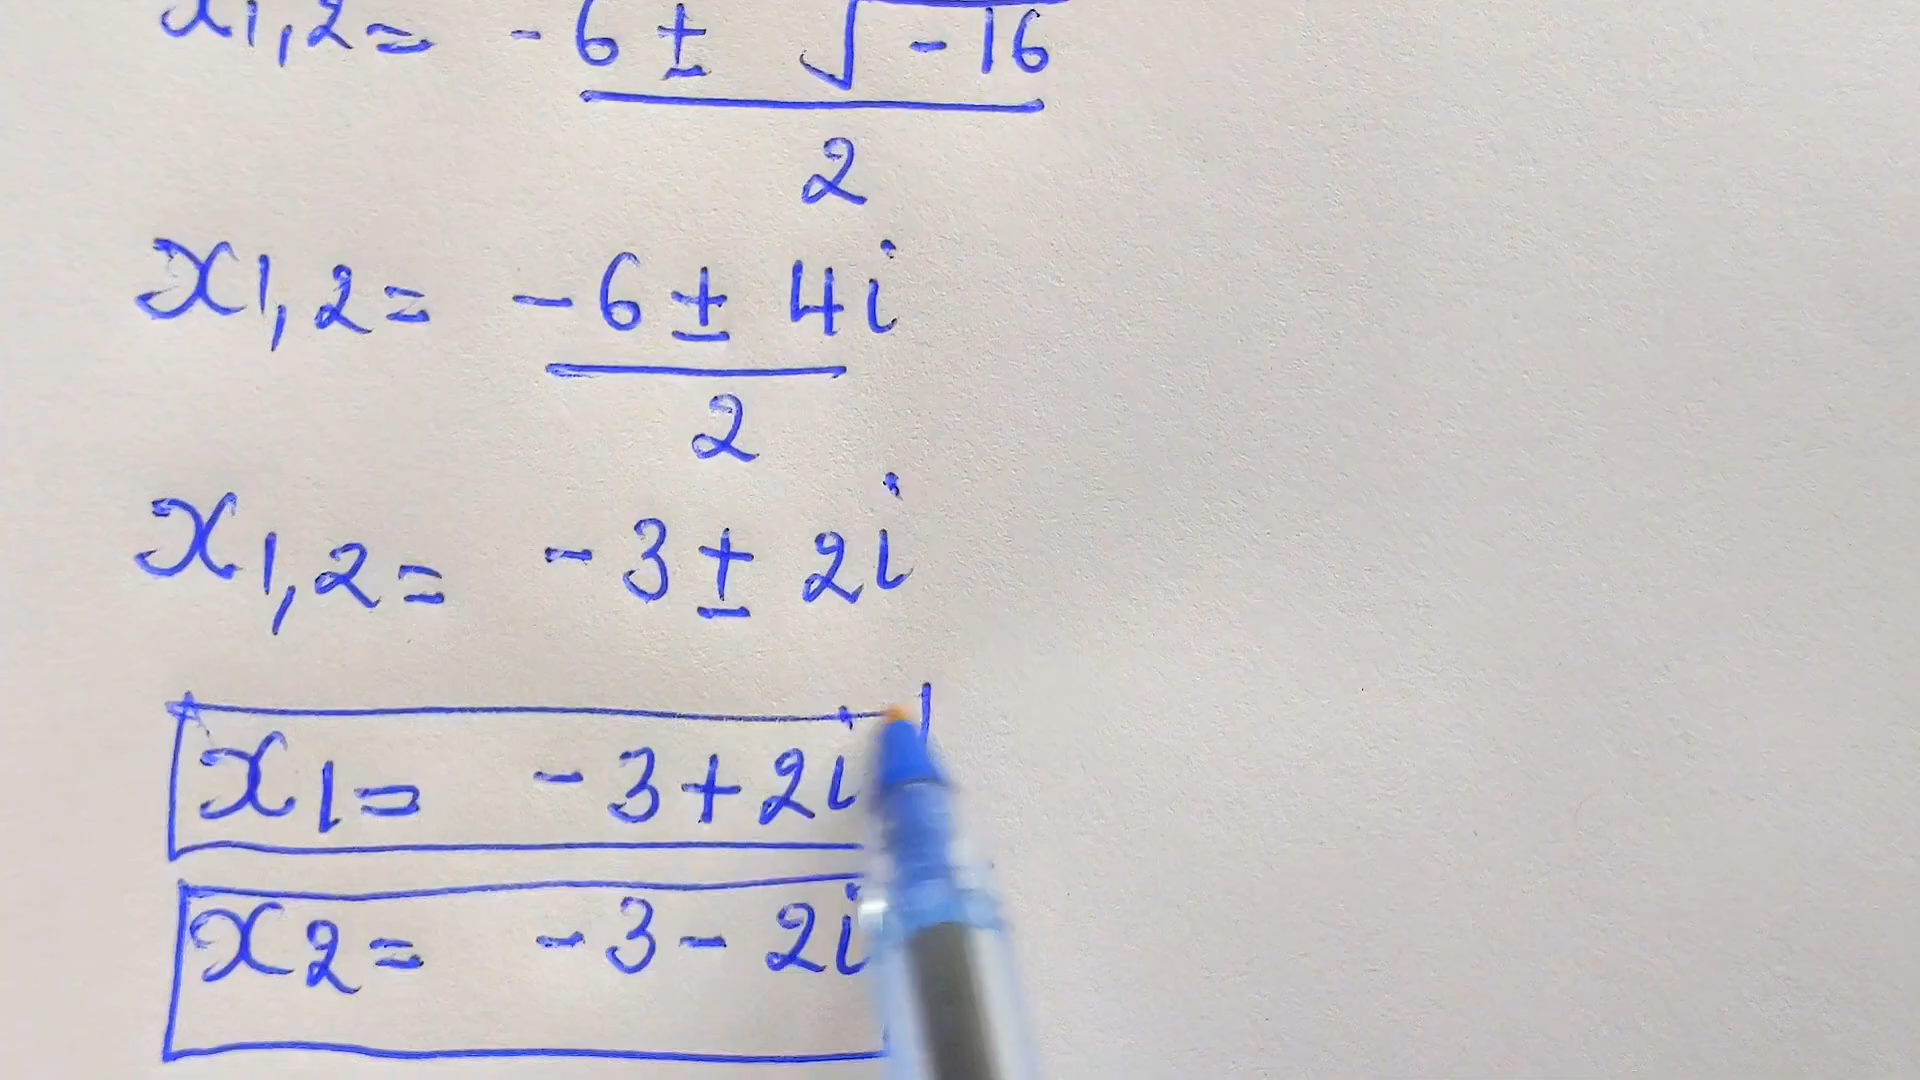 x1,2= -6 ± √-16
2
x1,2= -6 ± 4i
2
x1,2= -3 ± 2i
x1= -3+2i
x2= -3-2i